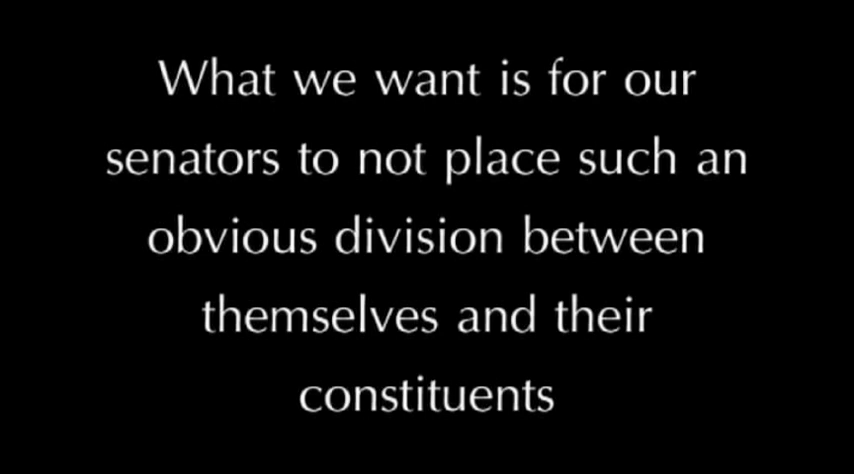 What we want is for our
senators to not place such an
obvious division between
themselves and their
constituents